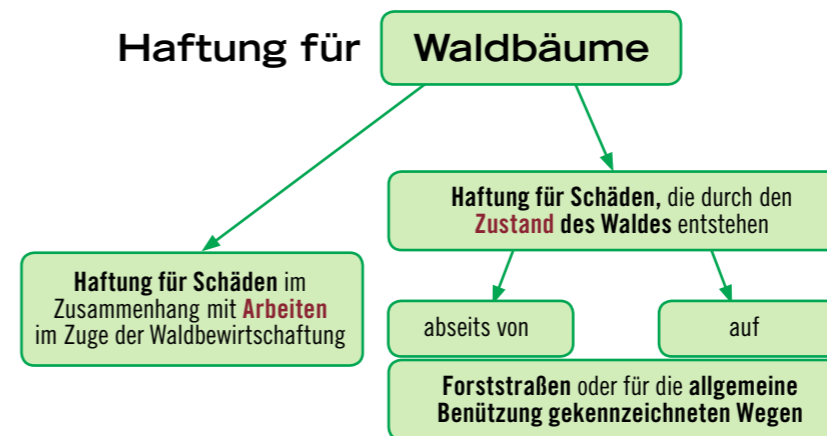 Haftung für Waldbäume
Haftung für Schäden, die durch den
Zustand des Waldes entstehen
Haftung für Schäden im
Zusammenhang mit Arbeiten
im Zuge der Waldbewirtschaftung
abseits von
auf
Forststraßen oder für die allgemeine
Benützung gekennzeichneten Wegen